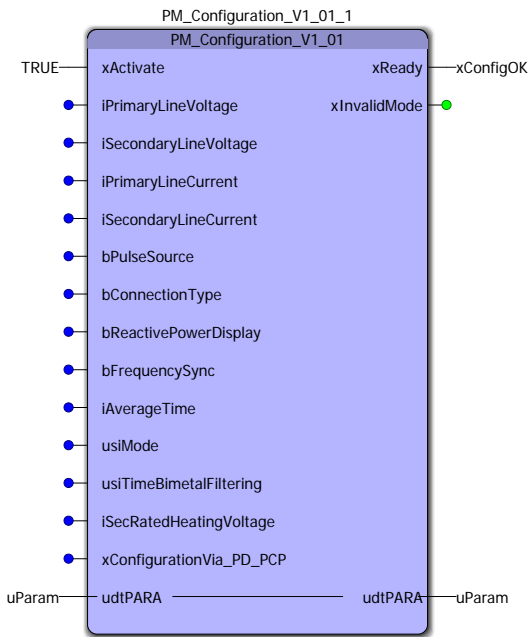 PM_Configuration_V1_01_1
PM_Configuration_V1_01
TRUE xActivate xReady xConfigOK
iPrimaryLineVoltage xInvalidMode
iSecondaryLineVoltage
iPrimaryLineCurrent
iSecondaryLineCurrent
bPulseSource
bConnectionType
bReactivePowerDisplay
bFrequencySync
iAverageTime
usiMode
usiTimeBimetalFiltering
iSecRatedHeatingVoltage
xConfigurationVia_PD_PCP
uParam udtPARA udtPARA uParam